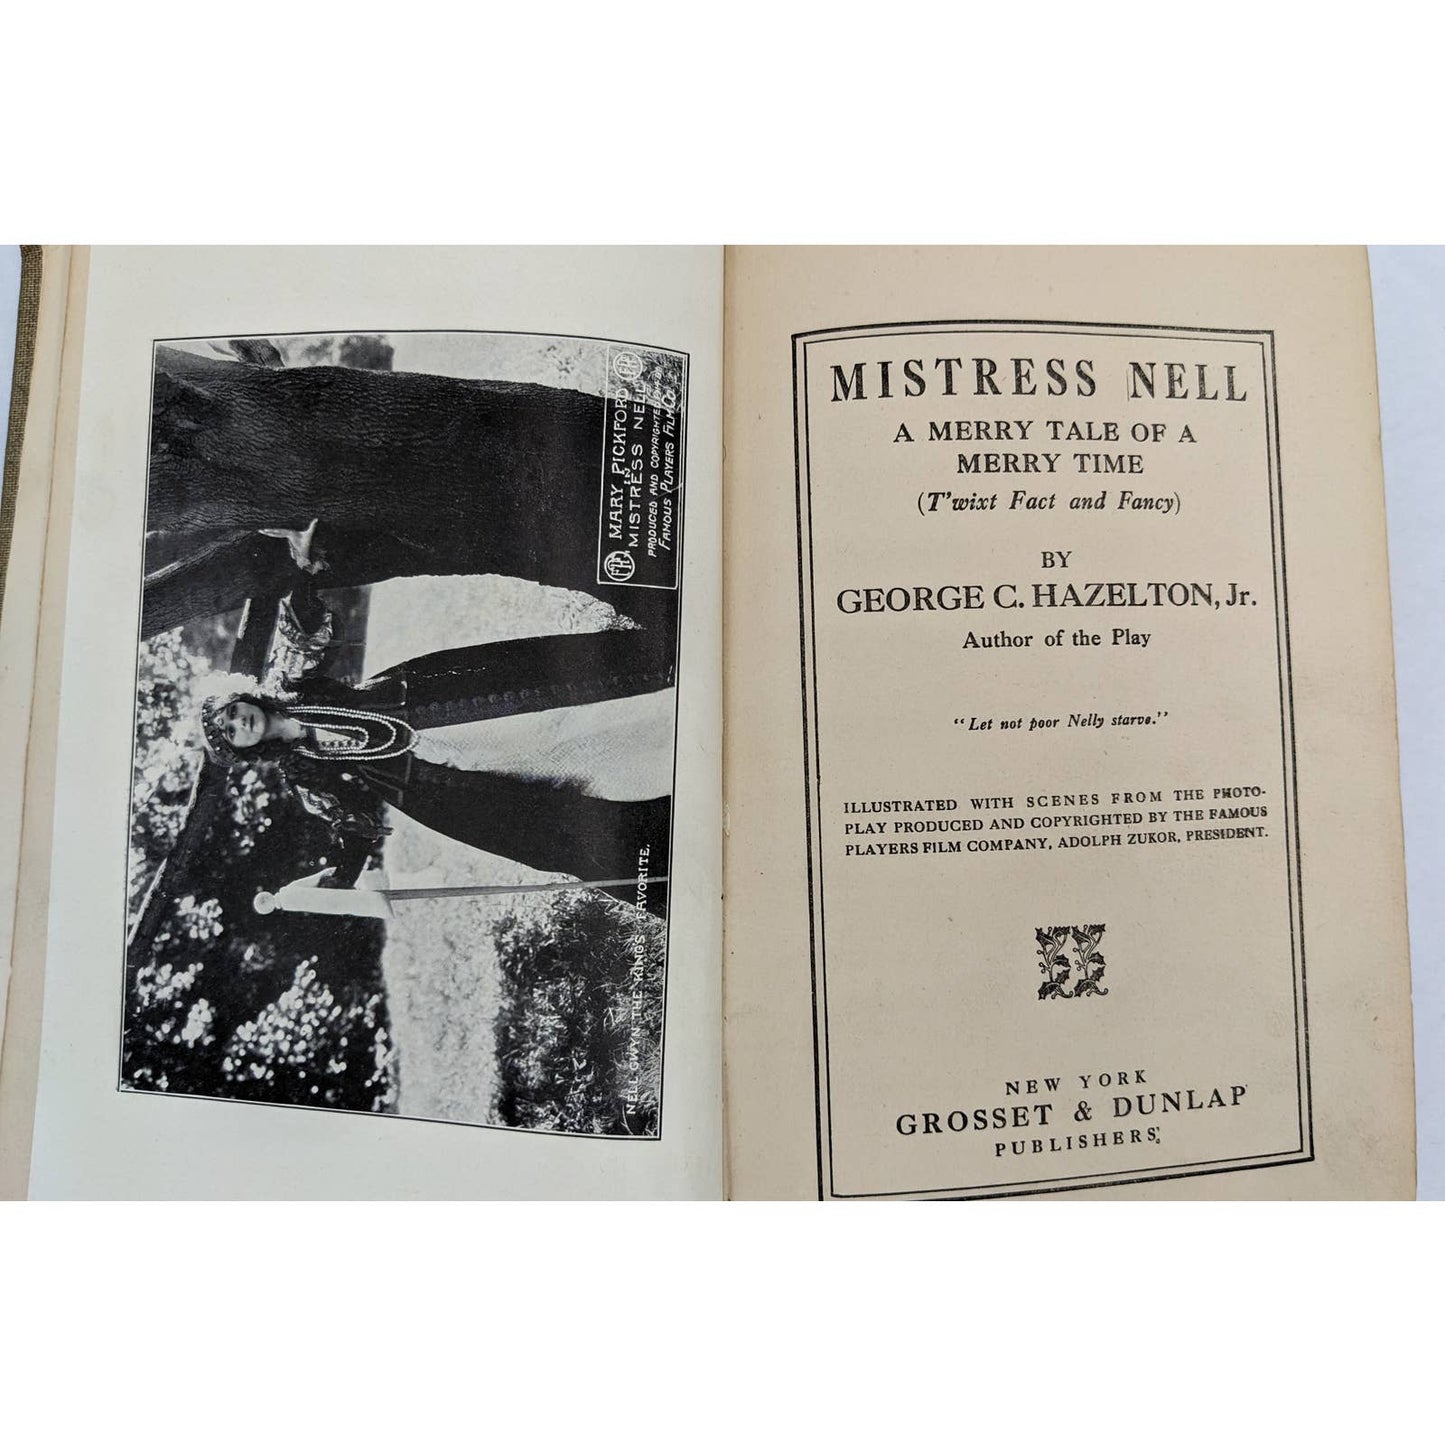 MARY PICKFORD
IN
MISTRESS NELL
PRODUCED AND COPYRIGHTED
FAMOUS PLAYERS FILM CO.
NELL GWYN THE KING'S FAVORITE.
MISTRESS NELL
A MERRY TALE OF A
MERRY TIME
(T'wixt Fact and Fancy)
BY
GEORGE C. HAZELTON, Jr.
Author of the Play
"Let not poor Nelly starve."
ILLUSTRATED WITH SCENES FROM THE PHOTO-
PLAY PRODUCED AND COPYRIGHTED BY THE FAMOUS
PLAYERS FILM COMPANY, ADOLPH ZUKOR, PRESIDENT.
NEW YORK
GROSSET & DUNLAP
PUBLISHERS